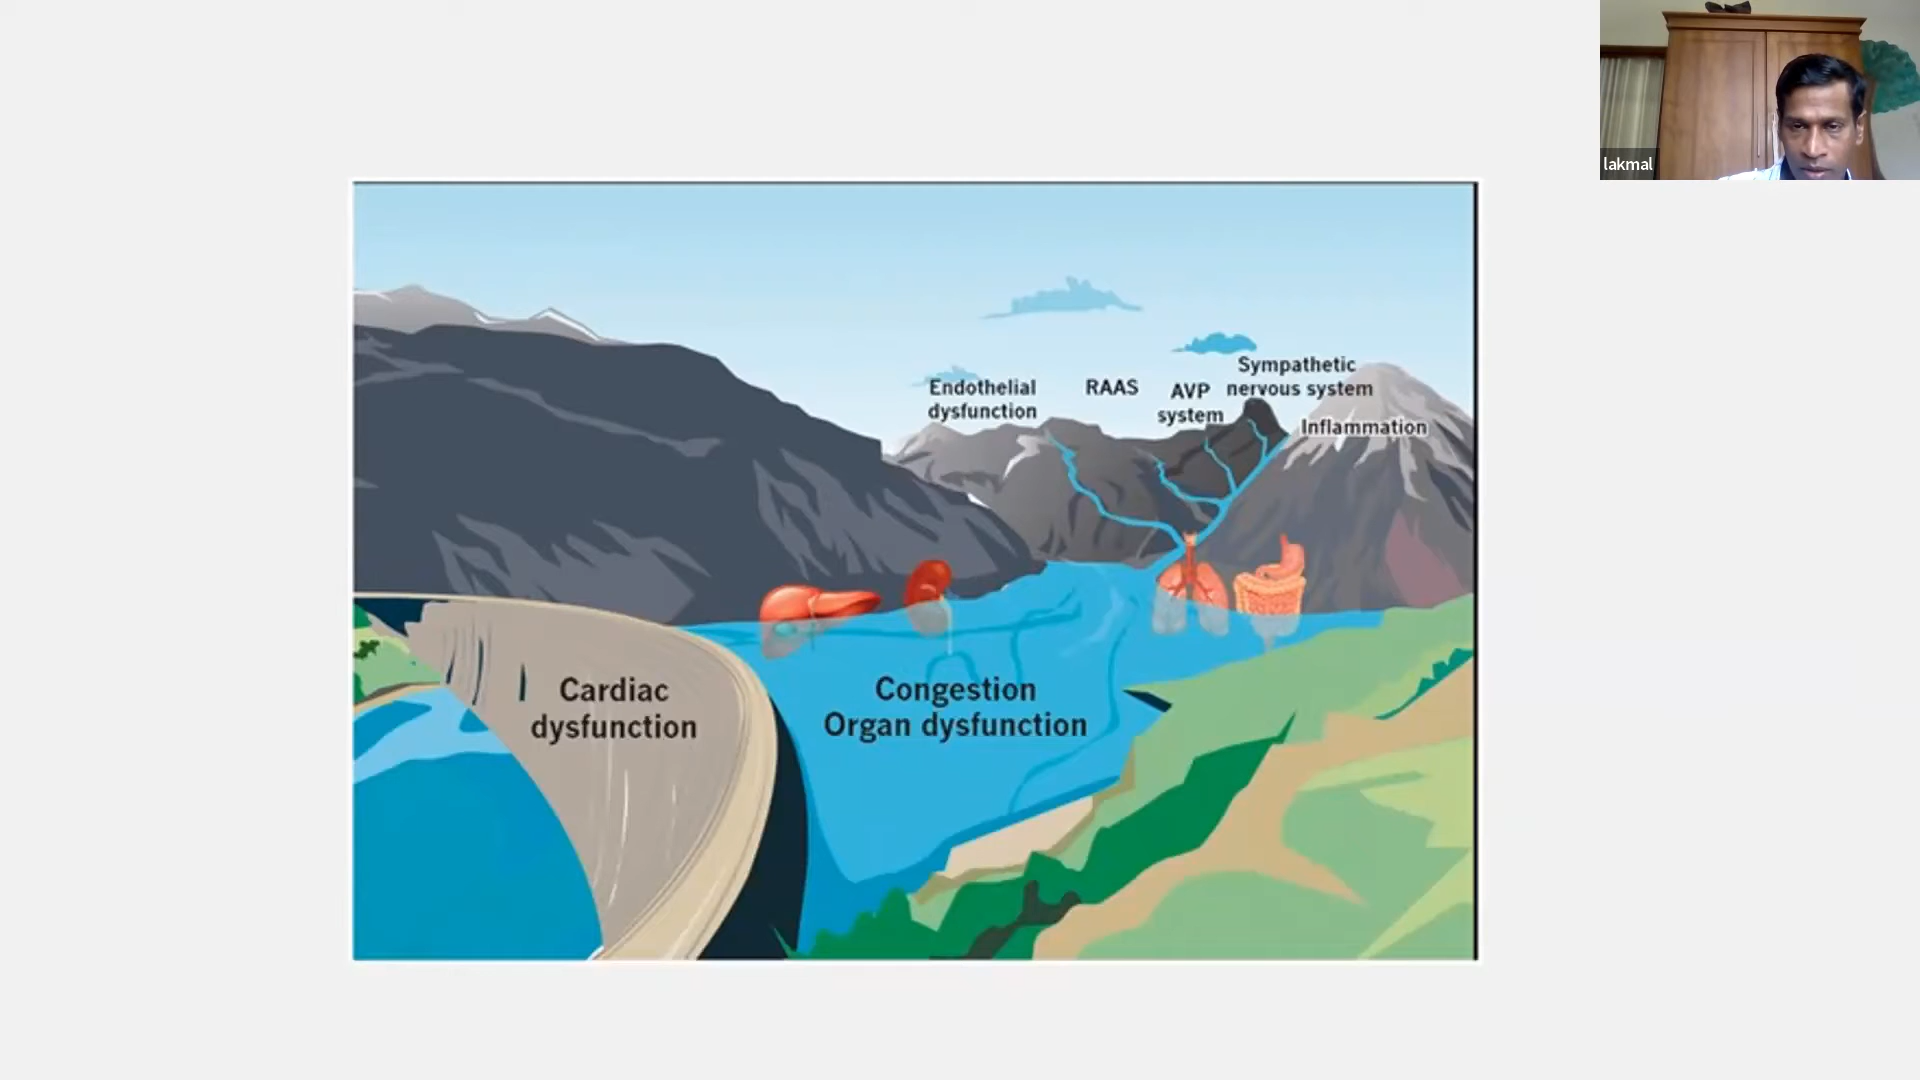 lakmal
Endothelial
dysfunction
RAAS
AVP
system
Sympathetic
nervous system
Inflammation
Cardiac
dysfunction
Congestion
Organ dysfunction